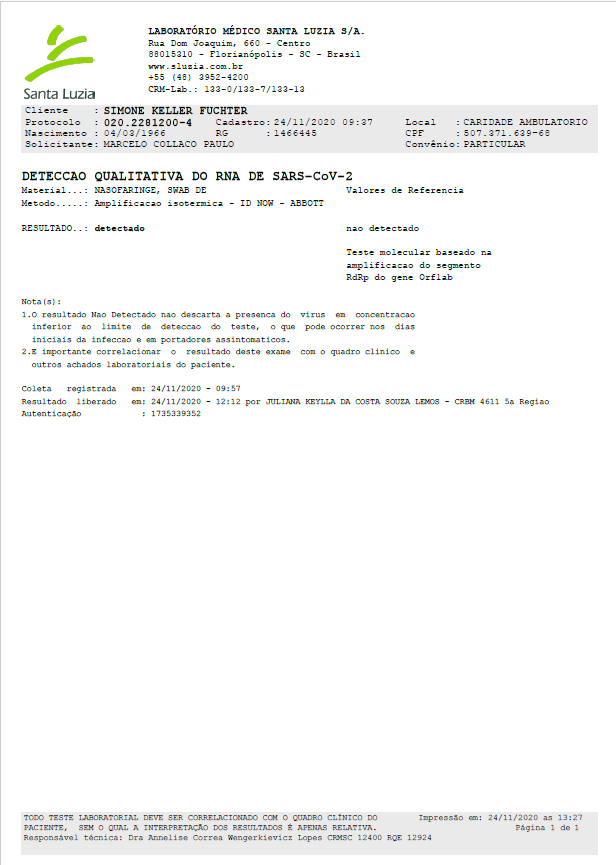 Santa Luzia
LABORATÓRIO MÉDICO SANTA LUZIA S/A.
Rua Dom Joaquim, 660 - Centro
88015310 - Florianópolis - SC - Brasil
www.sluzia.com.br
+55 (48) 3952-4200
CRM-Lab.: 133-0/133-7/133-13
Cliente : SIMONE KELLER FUCHTER
Protocolo : 020.2281200-4 Cadastro: 24/11/2020 09:37 Local : CARIDADE AMBULATORIO
Nascimento : 04/03/1966 RG : 1466445 CPF : 507.371.639-68
Solicitante: MARCELO COLLACO PAULO Convênio: PARTICULAR
DETECCAO QUALITATIVA DO RNA DE SARS-CoV-2
Material...: NASOFARINGE, SWAB DE Valores de Referencia
Metodo.....: Amplificacao isotermica - ID NOW - ABBOTT
RESULTADO..: detectado nao detectado
Teste molecular baseado na
amplificacao do segmento
RdRp do gene Orflab
Nota(s):
1.O resultado Nao Detectado nao descarta a presenca do virus em concentracao
inferior ao limite de deteccao do teste, o que pode ocorrer nos dias
iniciais da infeccao e em portadores assintomaticos.
2.E importante correlacionar o resultado deste exame com o quadro clinico e
outros achados laboratoriais do paciente.
Coleta registrada em: 24/11/2020 - 09:57
Resultado liberado em: 24/11/2020 - 12:12 por JULIANA KEYLLA DA COSTA SOUZA LEMOS - CRBM 4611 5a Regiao
Autenticação : 1735339352
TODO TESTE LABORATORIAL DEVE SER CORRELACIONADO COM O QUADRO CLÍNICO DO Impressão em: 24/11/2020 as 13:27
PACIENTE, SEM O QUAL A INTERPRETAÇÃO DOS RESULTADOS É APENAS RELATIVA. Página 1 de 1
Responsável técnica: Dra Annelise Correa Wengerkievicz Lopes CRMSC 12400 RQE 12924